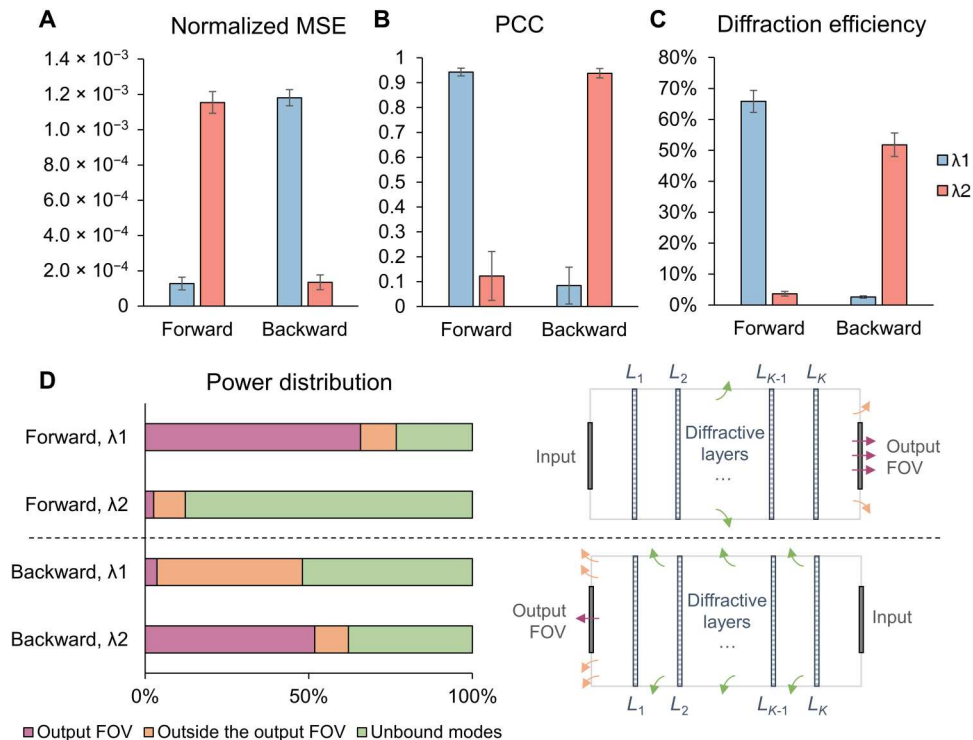 A
Normalized MSE
1.4 × 10⁻³
1.2 × 10⁻³
1.0 × 10⁻³
8.0 × 10⁻⁴
6.0 × 10⁻⁴
4.0 × 10⁻⁴
2.0 × 10⁻⁴
0
Forward Backward
B
PCC
1
0.9
0.8
0.7
0.6
0.5
0.4
0.3
0.2
0.1
0
Forward Backward
C
Diffraction efficiency
80%
70%
60%
50%
40%
30%
20%
10%
0%
Forward Backward
λ1
λ2
D
Power distribution
Forward, λ1
Forward, λ2
Backward, λ1
Backward, λ2
0% 50% 100%
Output FOV Outside the output FOV Unbound modes
L₁ L₂ L_K-1 L_K
Input
Diffractive
layers
...
Output
FOV
Output
FOV
Diffractive
layers
...
Input
L₁ L₂ L_K-1 L_K